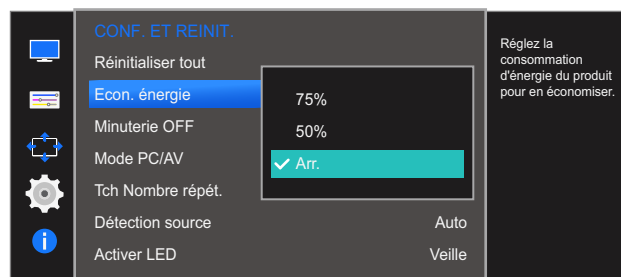 CONF. ET REINIT.
Réinitialiser tout
Econ. énergie
75%
50%
Arr.
Minuterie OFF
Mode PC/AV
Tch Nombre répét.
Détection source Auto
Activer LED Veille
Réglez la
consommation
d'énergie du produit
pour en économiser.